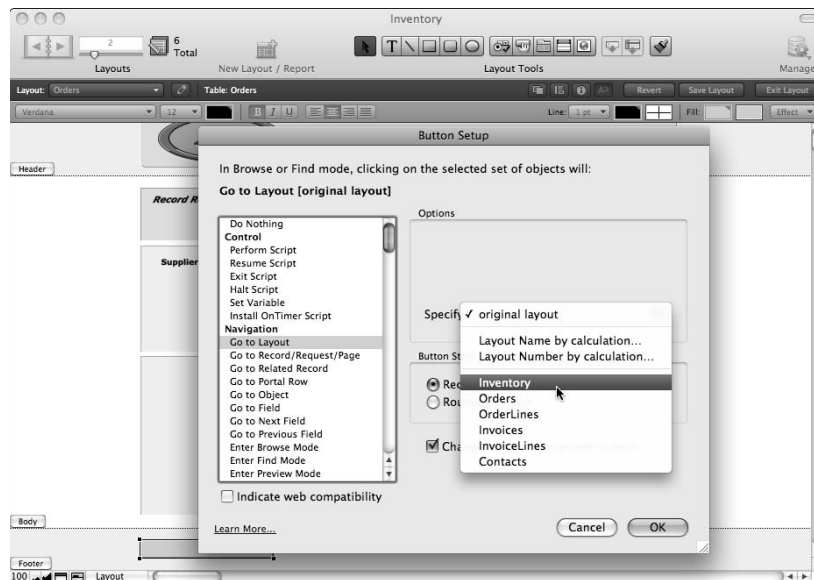 Inventory
2
6
Total
Layouts
New Layout / Report
Layout Tools
Manage
Layout: Orders
Table: Orders
Revert
Save Layout
Exit Layout
Verdana
12
B I U
Line: 1 pt
Fill:
Effect
Button Setup
Header
In Browse or Find mode, clicking on the selected set of objects will:
Go to Layout [original layout]
Record R
Supplier
Do Nothing
Control
Perform Script
Resume Script
Exit Script
Halt Script
Set Variable
Install OnTimer Script
Navigation
Go to Layout
Go to Record/Request/Page
Go to Related Record
Go to Portal Row
Go to Object
Go to Field
Go to Next Field
Go to Previous Field
Enter Browse Mode
Enter Find Mode
Enter Preview Mode
Options
Specify
✓ original layout
Layout Name by calculation...
Layout Number by calculation...
Inventory
Orders
OrderLines
Invoices
InvoiceLines
Contacts
Button St
Rec
Rou
Cha
Indicate web compatibility
Learn More...
Cancel
OK
Body
Footer
100
Layout